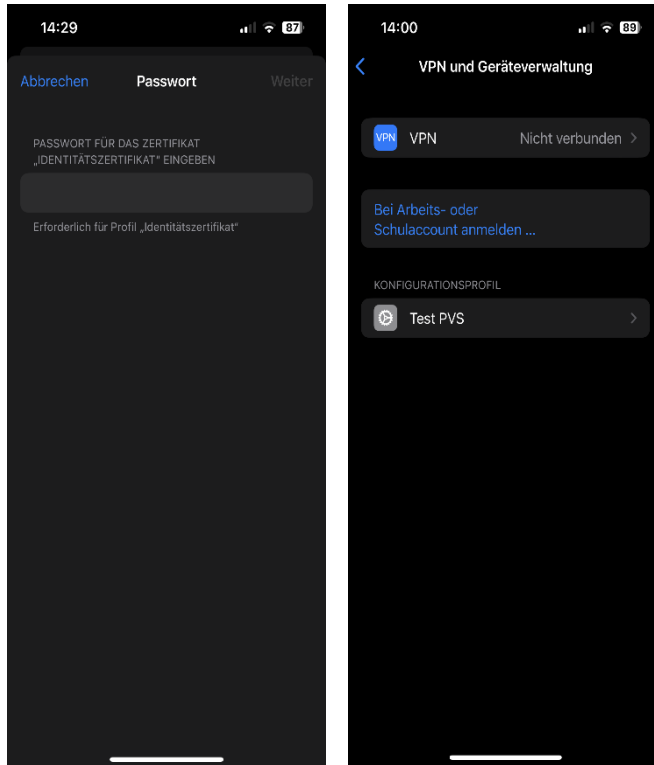 14:29
87
Abbrechen
Passwort
Weiter
PASSWORT FÜR DAS ZERTIFIKAT
„IDENTITÄTSZERTIFIKAT“ EINGEBEN
Erforderlich für Profil „Identitätszertifikat“
14:00
89
VPN und Geräteverwaltung
VPN
VPN
Nicht verbunden
Bei Arbeits- oder
Schulaccount anmelden ...
KONFIGURATIONSPROFIL
Test PVS